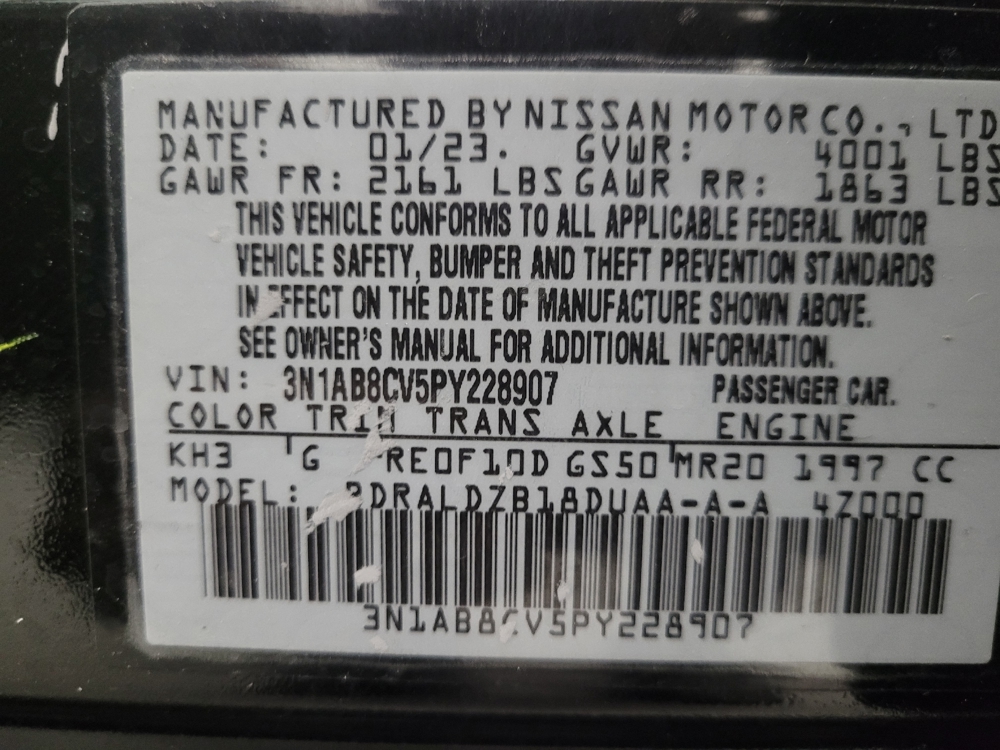 MANUFACTURED BY NISSAN MOTOR CO., LTD
DATE: 01/23. GVWR: 4001 LBS
GAWR FR: 2161 LBS GAWR RR: 1863 LBS
THIS VEHICLE CONFORMS TO ALL APPLICABLE FEDERAL MOTOR
VEHICLE SAFETY, BUMPER AND THEFT PREVENTION STANDARDS
IN EFFECT ON THE DATE OF MANUFACTURE SHOWN ABOVE.
SEE OWNER'S MANUAL FOR ADDITIONAL INFORMATION.
VIN: 3N1AB8CV5PY228907 PASSENGER CAR.
COLOR TRIM TRANS AXLE ENGINE
KH3 G RE0F10D GS50 MR20 1997 CC
MODEL: 4Z000
3N1AB8CV5PY228907